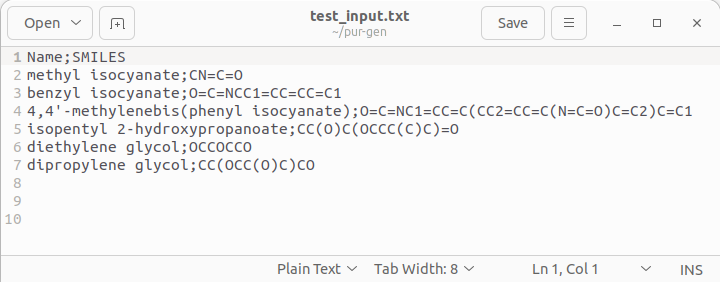 Open
test_input.txt
~/pur-gen
Save
1 Name;SMILES
2 methyl isocyanate;CN=C=O
3 benzyl isocyanate;O=C=NCC1=CC=CC=C1
4 4,4'-methylenebis(phenyl isocyanate);O=C=NC1=CC=C(CC2=CC=C(N=C=O)C=C2)C=C1
5 isopentyl 2-hydroxypropanoate;CC(O)C(OCCC(C)C)=O
6 diethylene glycol;OCCOCCO
7 dipropylene glycol;CC(OCC(O)C)CO
8
9
10
Plain Text Tab Width: 8 Ln 1, Col 1 INS